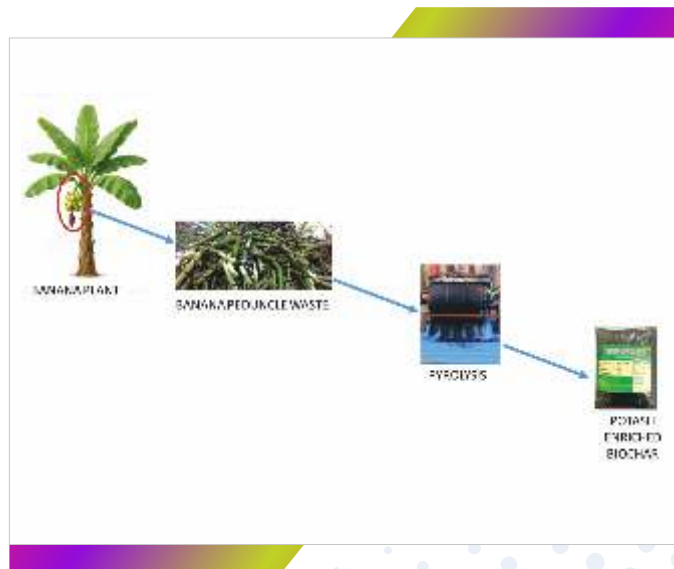 BANANA PLANT
BANANA PEDUNCLE WASTE
PYROLYSIS
POTASH
ENRICHED
BIOCHAR